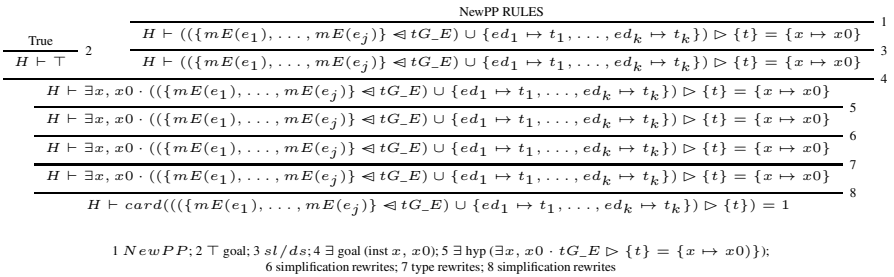 NewPP RULES
1
True
H ⊢ (({mE(e₁), . . . , mE(eⱼ)} ⩤ tG_E) ∪ {ed₁ ↦ t₁, . . . , edₖ ↦ tₖ}) ▷ {t} = {x ↦ x0}
2
3
H ⊢ ⊤
H ⊢ (({mE(e₁), . . . , mE(eⱼ)} ⩤ tG_E) ∪ {ed₁ ↦ t₁, . . . , edₖ ↦ tₖ}) ▷ {t} = {x ↦ x0}
4
H ⊢ ∃x, x0 · (({mE(e₁), . . . , mE(eⱼ)} ⩤ tG_E) ∪ {ed₁ ↦ t₁, . . . , edₖ ↦ tₖ}) ▷ {t} = {x ↦ x0}
5
H ⊢ ∃x, x0 · (({mE(e₁), . . . , mE(eⱼ)} ⩤ tG_E) ∪ {ed₁ ↦ t₁, . . . , edₖ ↦ tₖ}) ▷ {t} = {x ↦ x0}
6
H ⊢ ∃x, x0 · (({mE(e₁), . . . , mE(eⱼ)} ⩤ tG_E) ∪ {ed₁ ↦ t₁, . . . , edₖ ↦ tₖ}) ▷ {t} = {x ↦ x0}
7
H ⊢ ∃x, x0 · (({mE(e₁), . . . , mE(eⱼ)} ⩤ tG_E) ∪ {ed₁ ↦ t₁, . . . , edₖ ↦ tₖ}) ▷ {t} = {x ↦ x0}
8
H ⊢ card((({mE(e₁), . . . , mE(eⱼ)} ⩤ tG_E) ∪ {ed₁ ↦ t₁, . . . , edₖ ↦ tₖ}) ▷ {t}) = 1
1 NewPP; 2 ⊤ goal; 3 sl/ds; 4 ∃ goal (inst x, x0); 5 ∃ hyp (∃x, x0 · tG_E ▷ {t} = {x ↦ x0)});
6 simplification rewrites; 7 type rewrites; 8 simplification rewrites